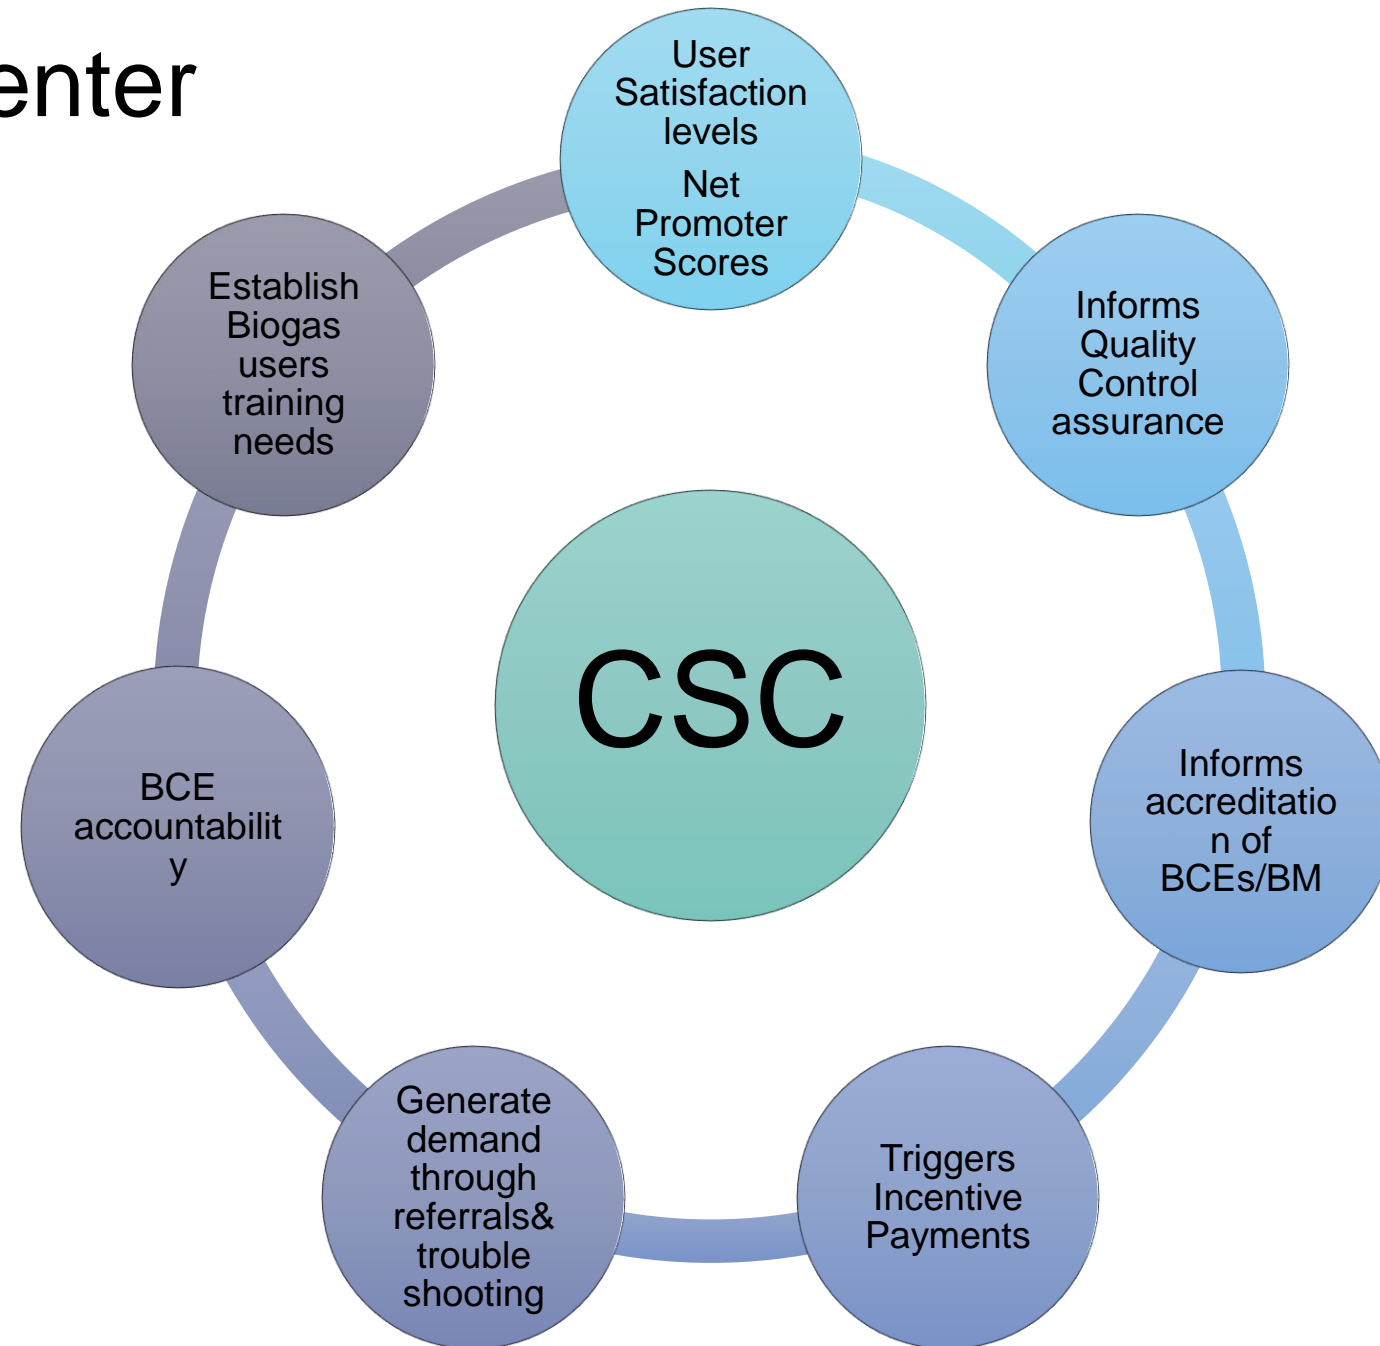 enter
User
Satisfaction
levels
Net
Promoter
Scores
Informs
Quality
Control
assurance
Informs
accreditatio
n of
BCEs/BM
Triggers
Incentive
Payments
Generate
demand
through
referrals&
trouble
shooting
BCE
accountabilit
y
Establish
Biogas
users
training
needs
CSC